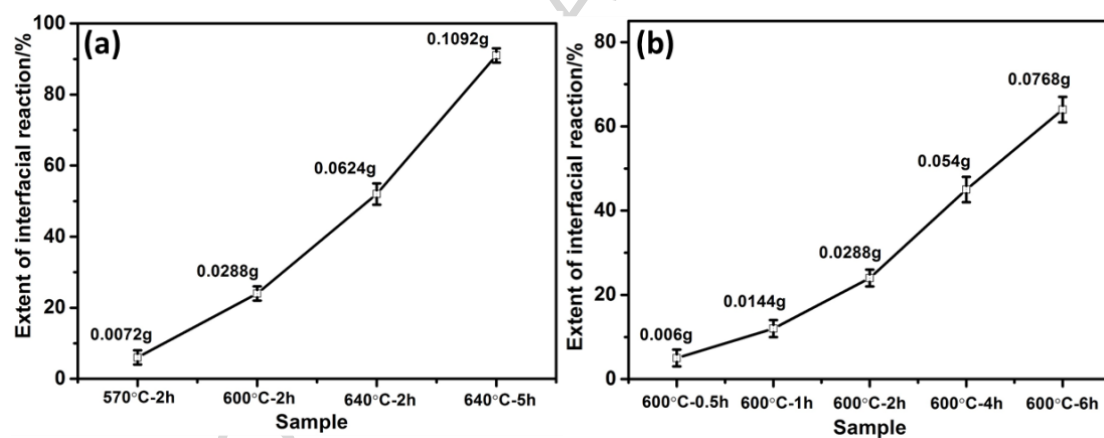 (a)
Extent of interfacial reaction/%
100
80
60
40
20
0
0.0072g
0.0288g
0.0624g
0.1092g
570°C-2h 600°C-2h 640°C-2h 640°C-5h
Sample
(b)
Extent of interfacial reaction/%
80
60
40
20
0
0.006g
0.0144g
0.0288g
0.054g
0.0768g
600°C-0.5h 600°C-1h 600°C-2h 600°C-4h 600°C-6h
Sample